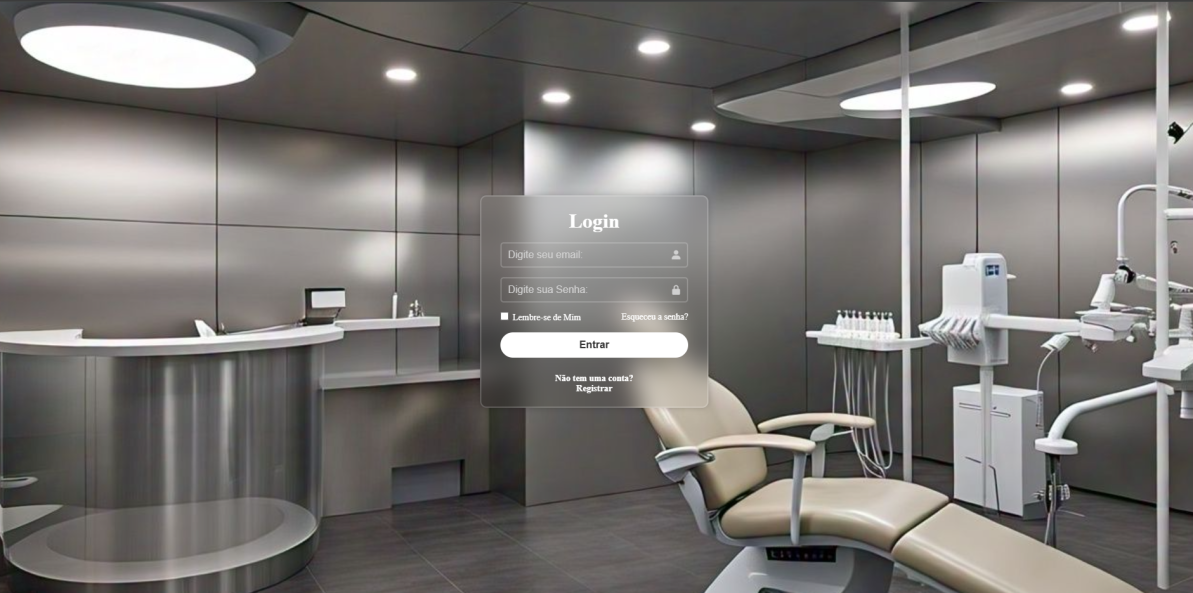 Login
Digite seu email:
Digite sua Senha:
Lembre-se de Mim Esqueceu a senha?
Entrar
Não tem uma conta?
Registrar